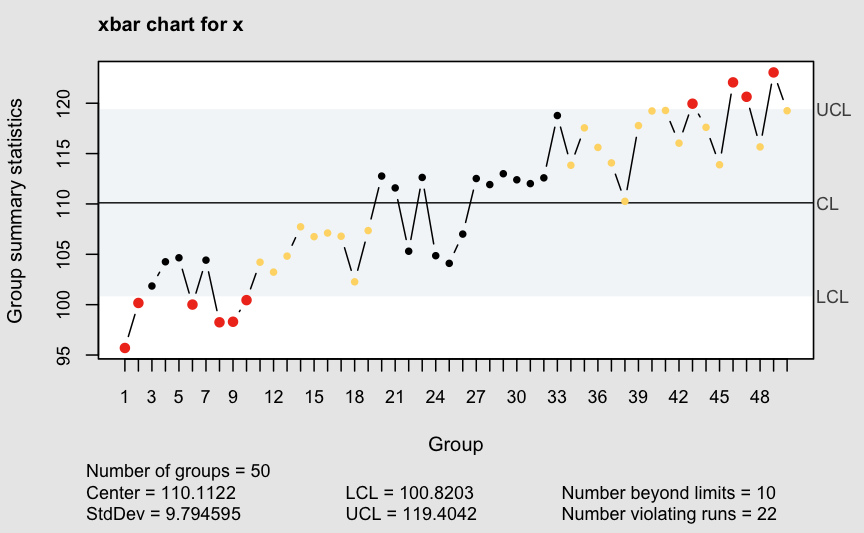 xbar chart for x
Group summary statistics
120
115
110
105
100
95
UCL
CL
LCL
1 3 5 7 9 12 15 18 21 24 27 30 33 36 39 42 45 48
Group
Number of groups = 50
Center = 110.1122 LCL = 100.8203 Number beyond limits = 10
StdDev = 9.794595 UCL = 119.4042 Number violating runs = 22